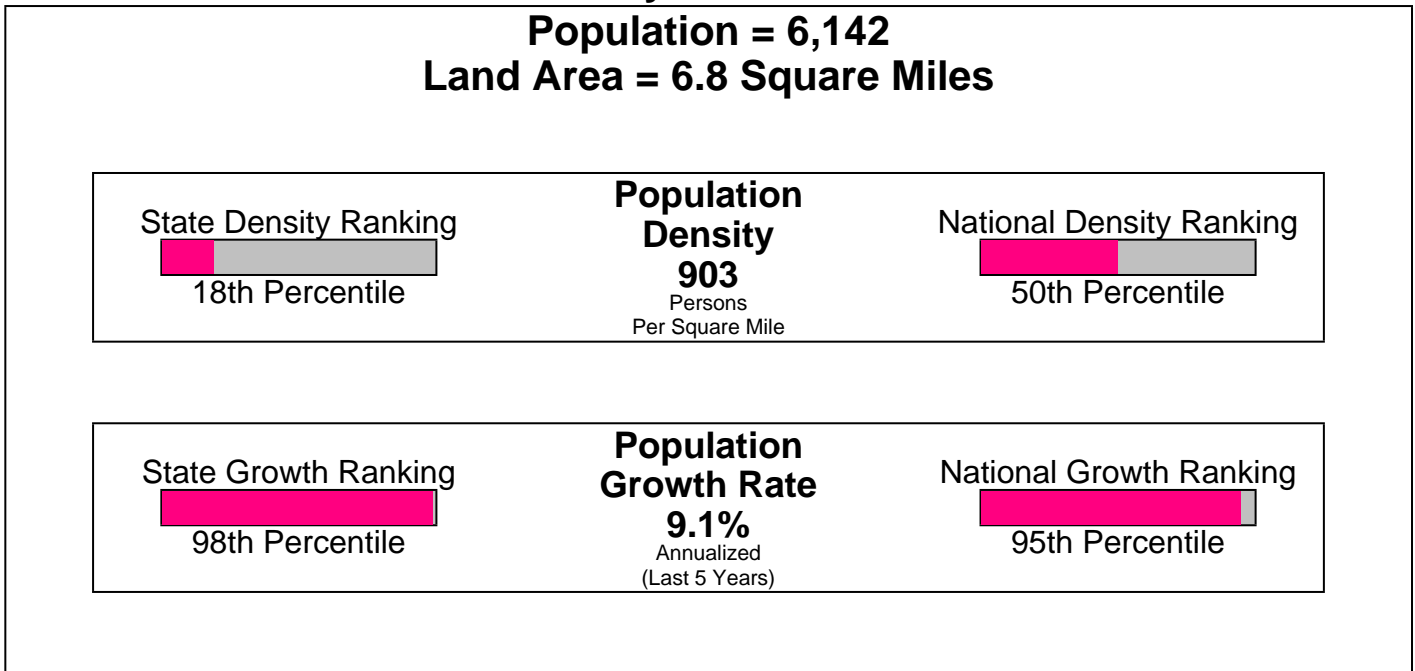 Population = 6,142
Land Area = 6.8 Square Miles
State Density Ranking
18th Percentile
Population
Density
903
Persons
Per Square Mile
National Density Ranking
50th Percentile
State Growth Ranking
98th Percentile
Population
Growth Rate
9.1%
Annualized
(Last 5 Years)
National Growth Ranking
95th Percentile